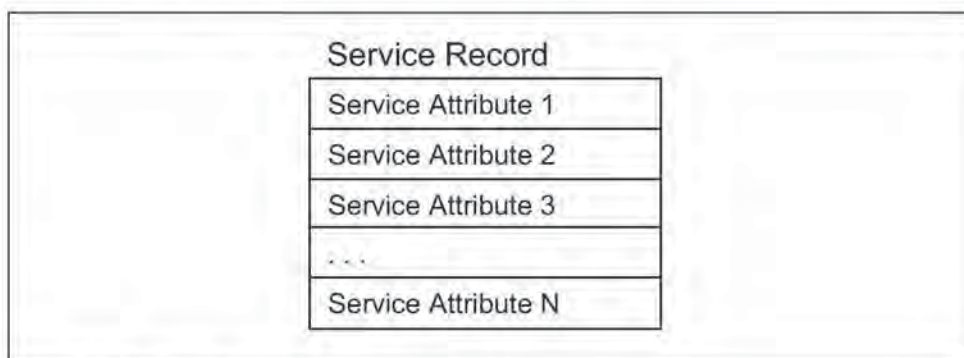 Service Record
Service Attribute 1
Service Attribute 2
Service Attribute 3
. . .
Service Attribute N